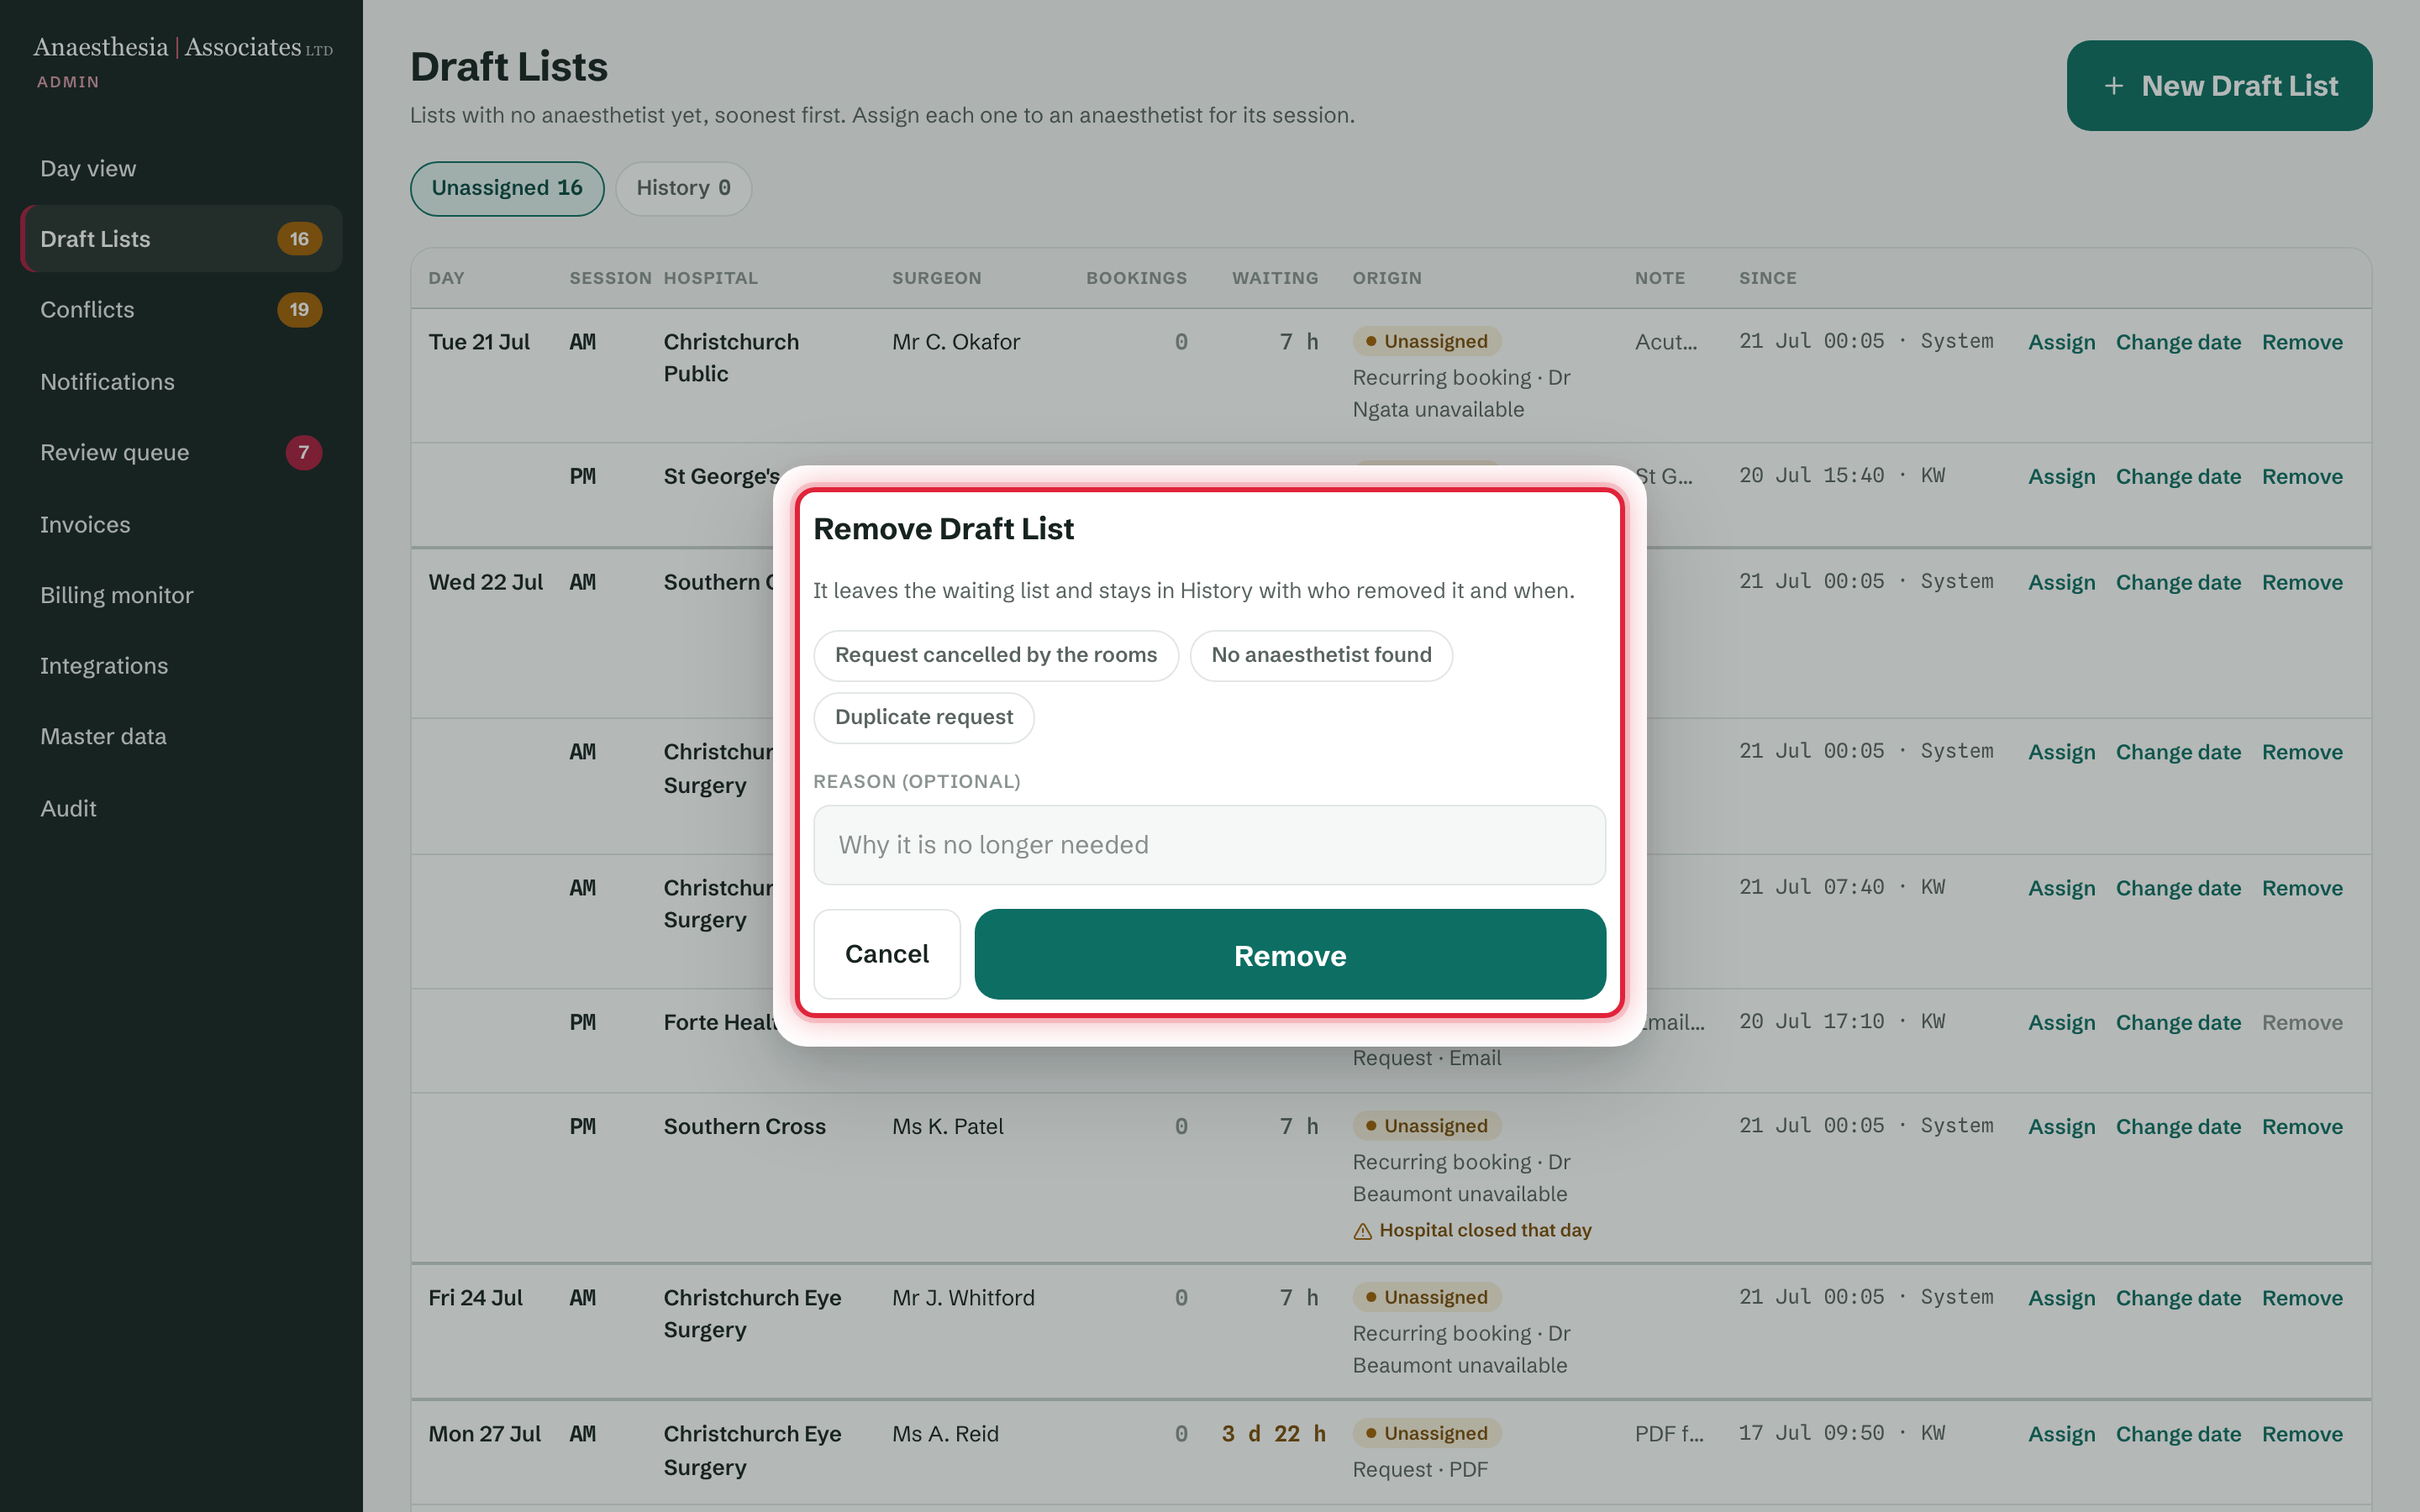 Anaesthesia | Associates LTD
ADMIN
Day view
Draft Lists 16
Conflicts 19
Notifications
Review queue 7
Invoices
Billing monitor
Integrations
Master data
Audit
Draft Lists
Lists with no anaesthetist yet, soonest first. Assign each one to an anaesthetist for its session.
+ New Draft List
Unassigned 16 History 0
DAY SESSION HOSPITAL SURGEON BOOKINGS WAITING ORIGIN NOTE SINCE
Tue 21 Jul AM Christchurch Mr C. Okafor 0 7 h Unassigned Acut... 21 Jul 00:05 · System Assign Change date Remove
Public Recurring booking · Dr
Ngata unavailable
PM St George's St G... 20 Jul 15:40 · KW Assign Change date Remove
Wed 22 Jul AM Southern 21 Jul 00:05 · System Assign Change date Remove
AM 21 Jul 00:05 · System Assign Change date Remove
Surgery
AM 21 Jul 07:40 · KW Assign Change date Remove
Surgery
PM Forte 20 Jul 17:10 · KW Assign Change date Remove
Request · Email
PM Southern Cross Ms K. Patel 0 7 h Unassigned 21 Jul 00:05 · System Assign Change date Remove
Recurring booking · Dr
Beaumont unavailable
Hospital closed that day
Fri 24 Jul AM Christchurch Eye Mr J. Whitford 0 7 h Unassigned 21 Jul 00:05 · System Assign Change date Remove
Surgery Recurring booking · Dr
Beaumont unavailable
Mon 27 Jul AM Christchurch Eye Ms A. Reid 0 3 d 22 h Unassigned PDF f... 17 Jul 09:50 · KW Assign Change date Remove
Surgery Request · PDF
Remove Draft List
It leaves the waiting list and stays in History with who removed it and when.
Request cancelled by the rooms No anaesthetist found
Duplicate request
REASON (OPTIONAL)
Why it is no longer needed
Cancel Remove